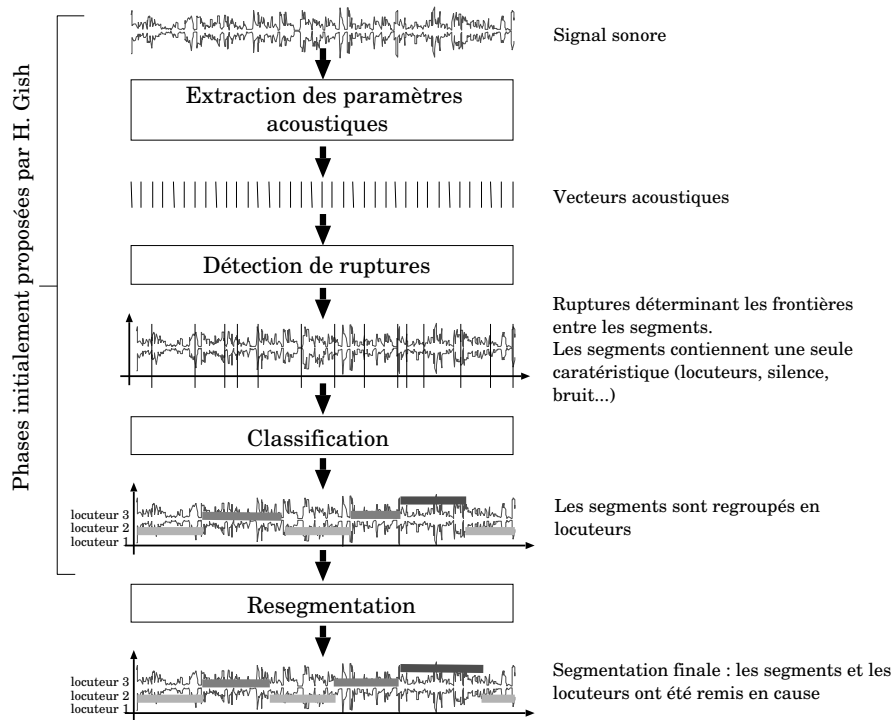 Phases initialement proposées par H. Gish
Signal sonore
Extraction des paramètres
acoustiques
Vecteurs acoustiques
Détection de ruptures
Ruptures déterminant les frontières
entre les segments.
Les segments contiennent une seule
caratéristique (locuteurs, silence,
bruit...)
Classification
locuteur 3
locuteur 2
locuteur 1
Les segments sont regroupés en
locuteurs
Resegmentation
locuteur 3
locuteur 2
locuteur 1
Segmentation finale : les segments et les
locuteurs ont été remis en cause